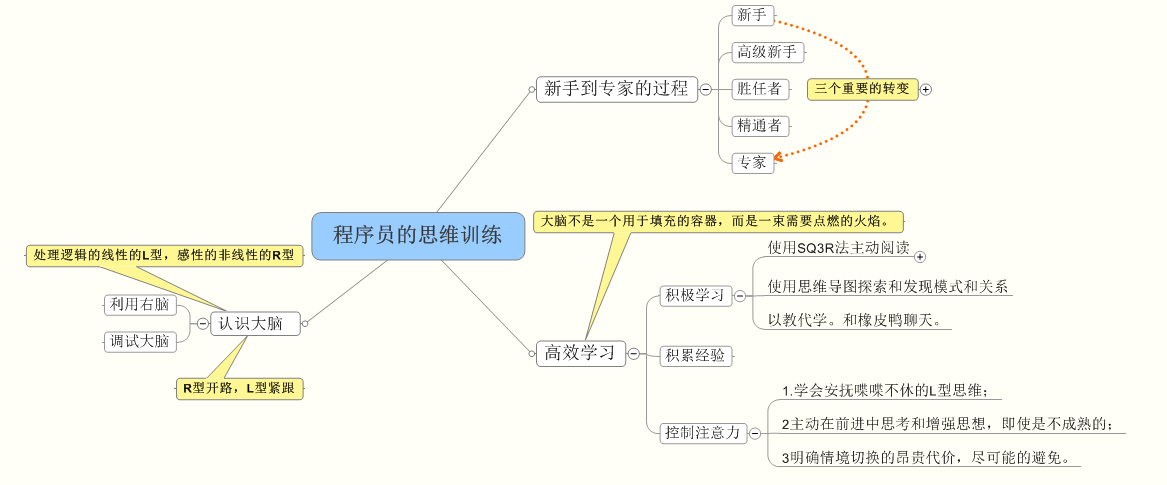 新手
高级新手
新手到专家的过程
胜任者
三个重要的转变
精通者
专家
程序员的思维训练
大脑不是一个用于填充的容器，而是一束需要点燃的火焰。
处理逻辑的线性的L型，感性的非线性的R型
利用右脑
调试大脑
认识大脑
R型开路，L型紧跟
高效学习
积极学习
使用SQ3R法主动阅读
使用思维导图探索和发现模式和关系
以教代学。和橡皮鸭聊天。
积累经验
控制注意力
1.学会安抚喋喋不休的L型思维；
2主动在前进中思考和增强思想，即使是不成熟的；
3明确情境切换的昂贵代价，尽可能的避免。